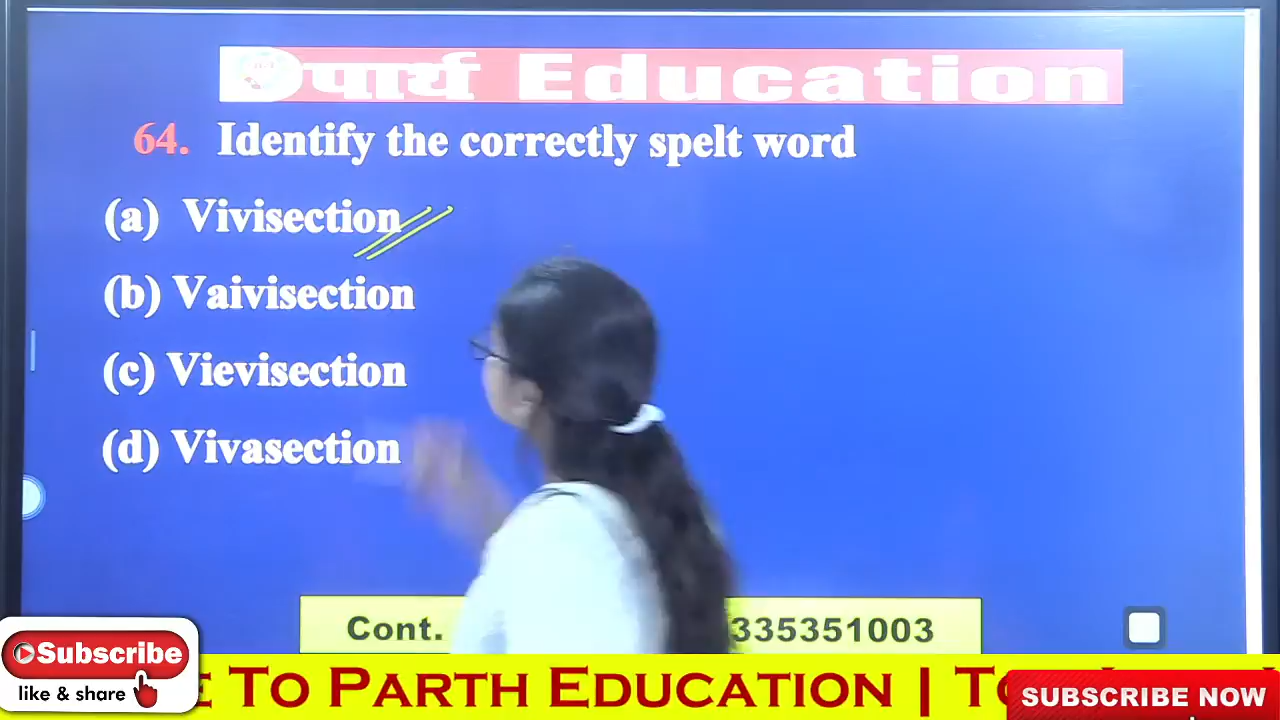 पार्थ Education
64. Identify the correctly spelt word
(a) Vivisection
(b) Vaivisection
(c) Vievisection
(d) Vivasection
Cont. 335351003
Subscribe
like & share
E TO PARTH EDUCATION | TO
SUBSCRIBE NOW